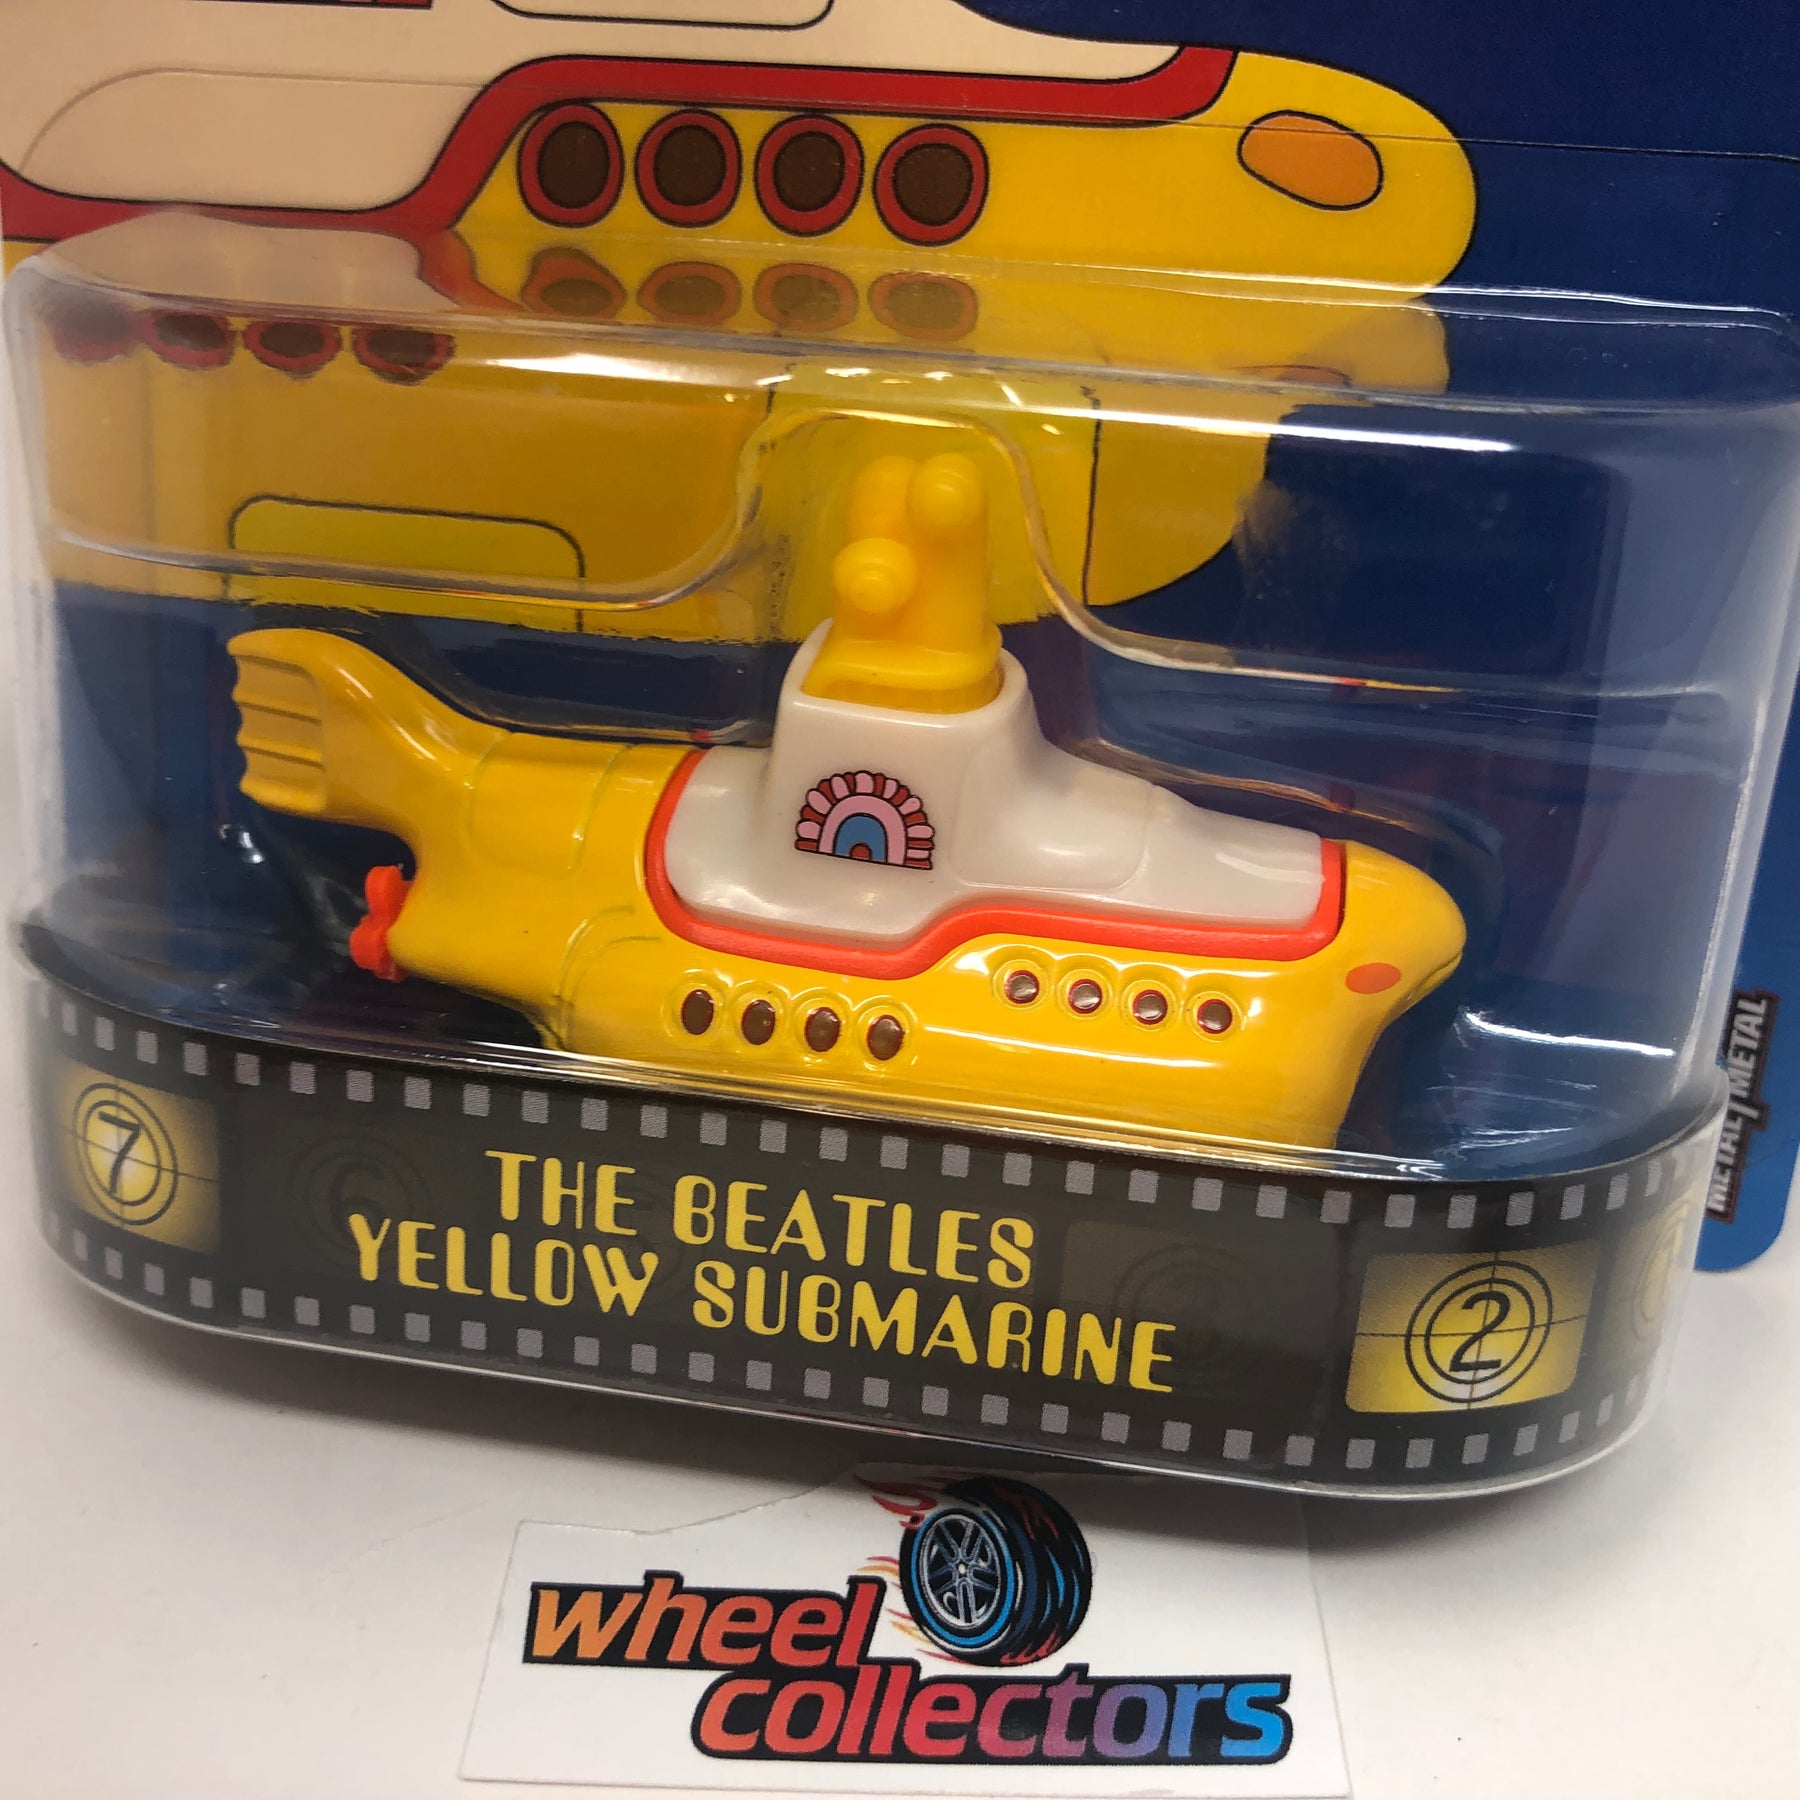 METAL/METAL
7
THE BEATLES
YELLOW SUBMARINE
2
wheel
collectors